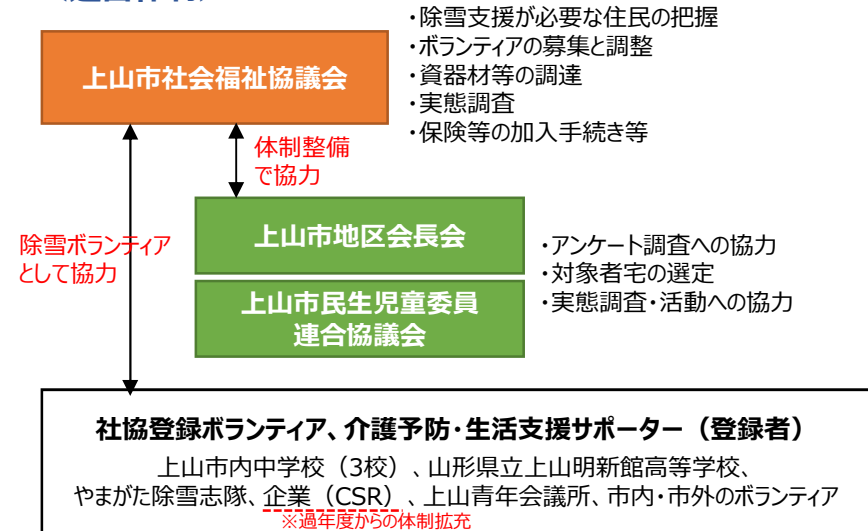 ・除雪支援が必要な住民の把握
・ボランティアの募集と調整
・資器材等の調達
・実態調査
・保険等の加入手続き等
上山市社会福祉協議会
体制整備
で協力
除雪ボランティア
として協力
上山市地区会長会
上山市民生児童委員
連合協議会
・アンケート調査への協力
・対象者宅の選定
・実態調査・活動への協力
社協登録ボランティア、介護予防・生活支援サポーター（登録者）
上山市内中学校（3校）、山形県立上山明新館高等学校、
やまがた除雪志隊、企業（CSR）、上山青年会議所、市内・市外のボランティア
※過年度からの体制拡充